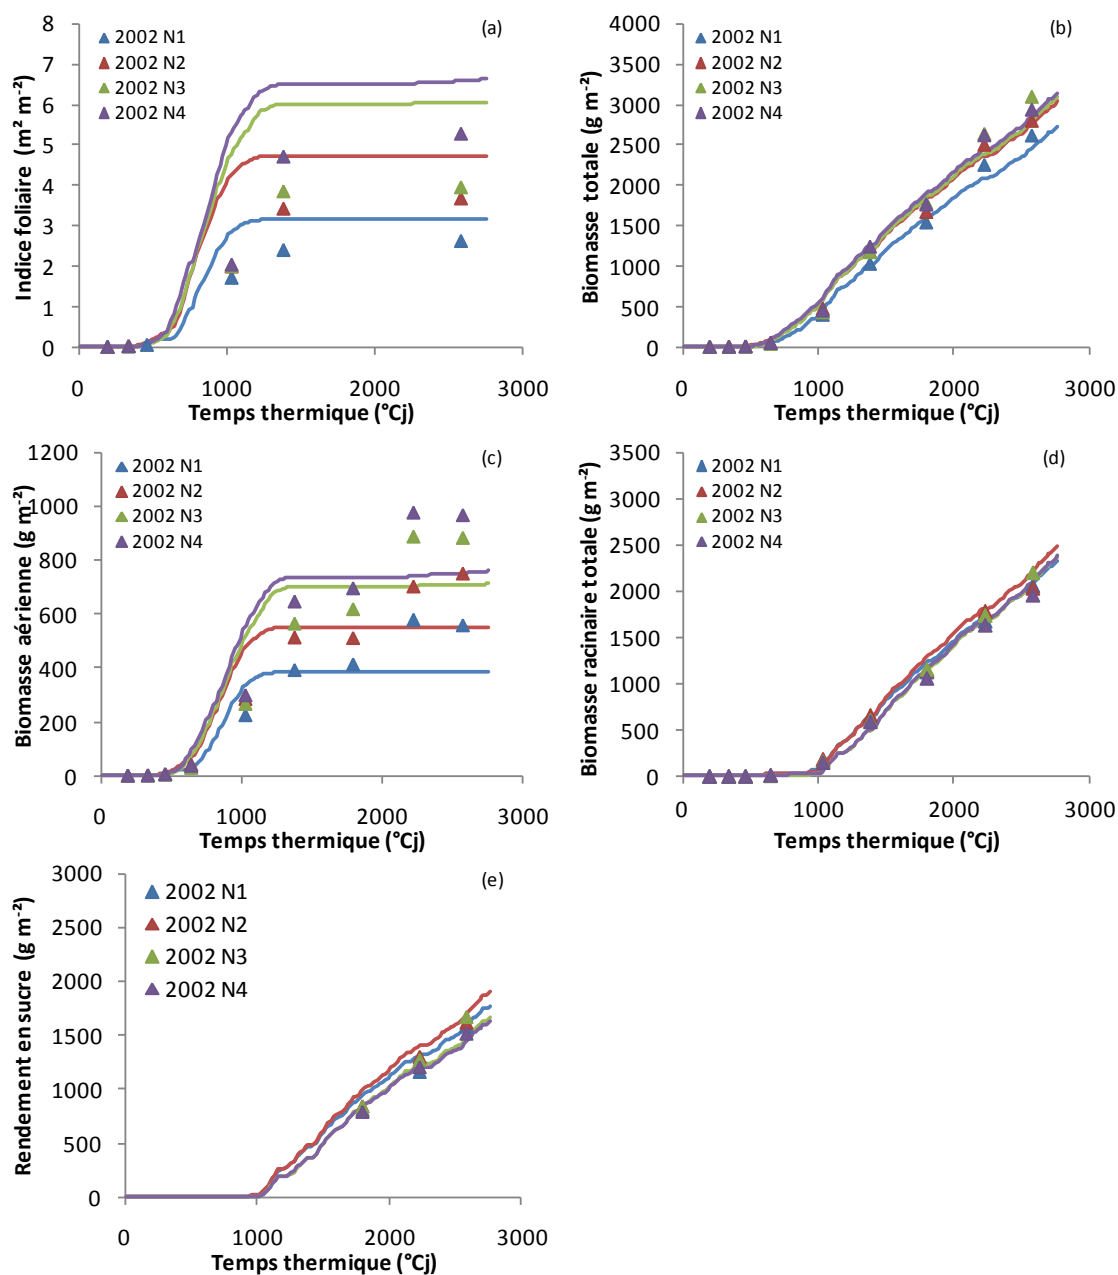 (a)
Indice foliaire (m² m⁻²)
8
7
6
5
4
3
2
1
0
2002 N1
2002 N2
2002 N3
2002 N4
0 1000 2000 3000
Temps thermique (°Cj)
(b)
Biomasse totale (g m⁻²)
4000
3500
3000
2500
2000
1500
1000
500
0
2002 N1
2002 N2
2002 N3
2002 N4
0 1000 2000 3000
Temps thermique (°Cj)
(c)
Biomasse aérienne (g m⁻²)
1200
1000
800
600
400
200
0
2002 N1
2002 N2
2002 N3
2002 N4
0 1000 2000 3000
Temps thermique (°Cj)
(d)
Biomasse racinaire totale (g m⁻²)
3500
3000
2500
2000
1500
1000
500
0
2002 N1
2002 N2
2002 N3
2002 N4
0 1000 2000 3000
Temps thermique (°Cj)
(e)
Rendement en sucre (g m⁻²)
3000
2500
2000
1500
1000
500
0
2002 N1
2002 N2
2002 N3
2002 N4
0 1000 2000 3000
Temps thermique (°Cj)